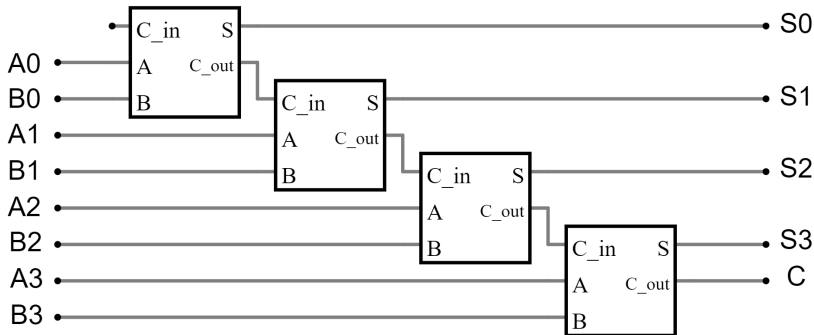 C_in S S0
A0 A C_out
B0 B C_in S S1
A1 A C_out
B1 B C_in S S2
A2 A C_out
B2 B C_in S S3
A3 A C_out C
B3 B